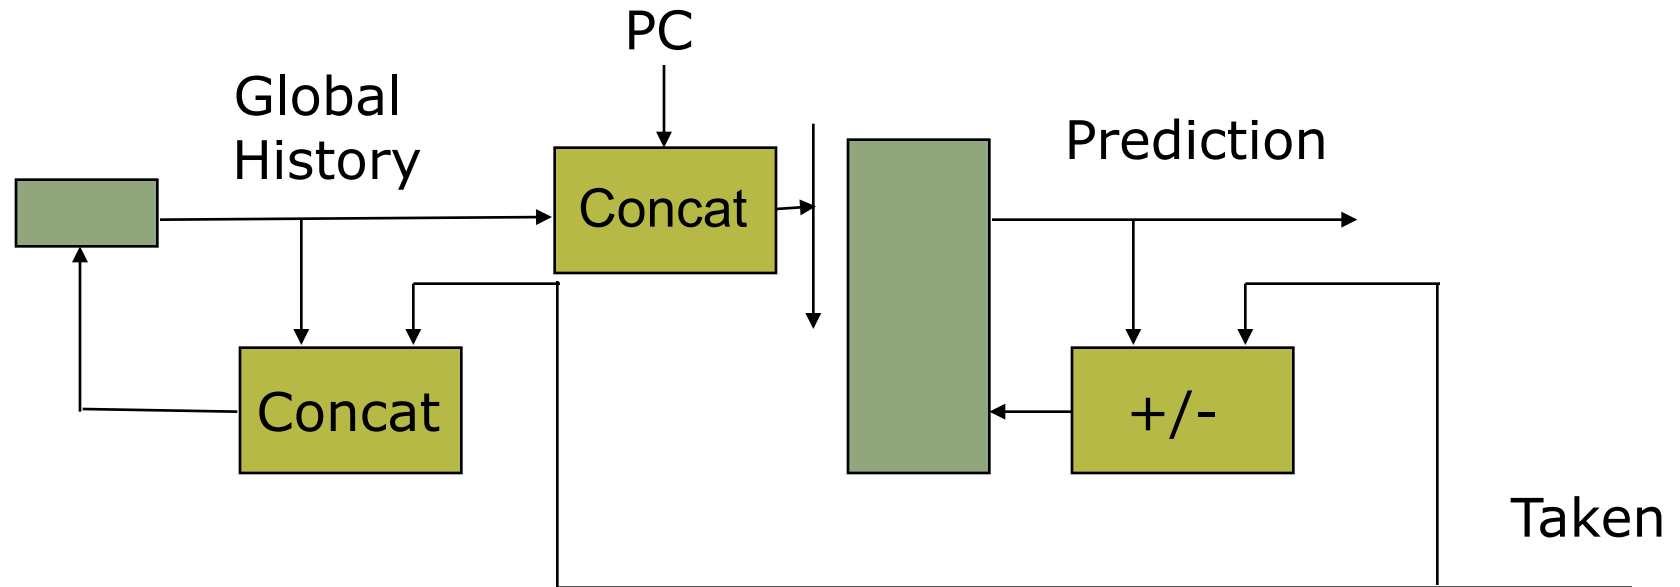 PC
Global
History
Prediction
Concat
Concat
+/-
Taken